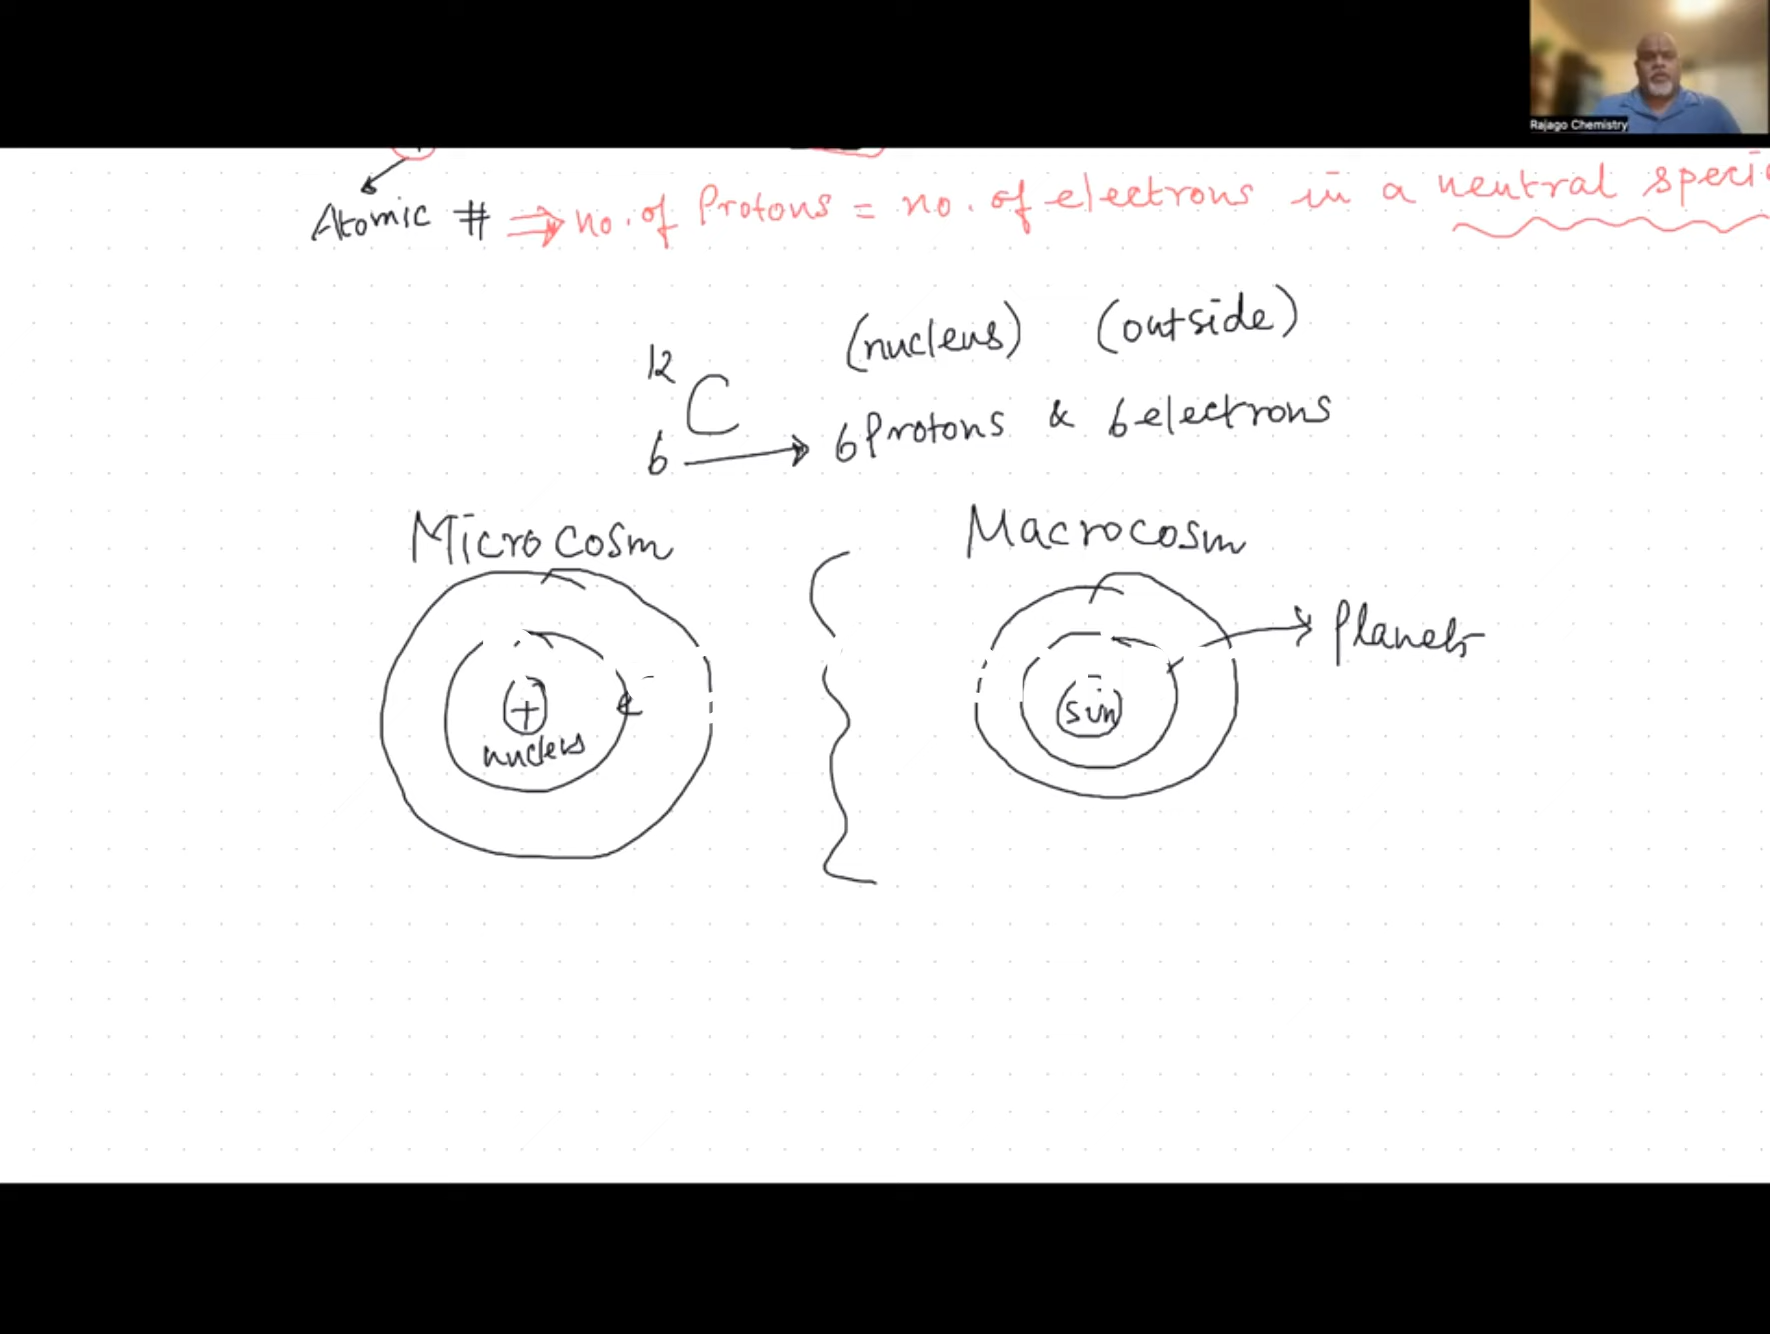 Rajago Chemistry
Atomic # ⇒ no. of Protons = no. of electrons in a neutral speci
(nucleus) (outside)
12
C
6 → 6 Protons & 6 electrons
Microcosm
Macrocosm
Planets
+
nucleus
e
sun